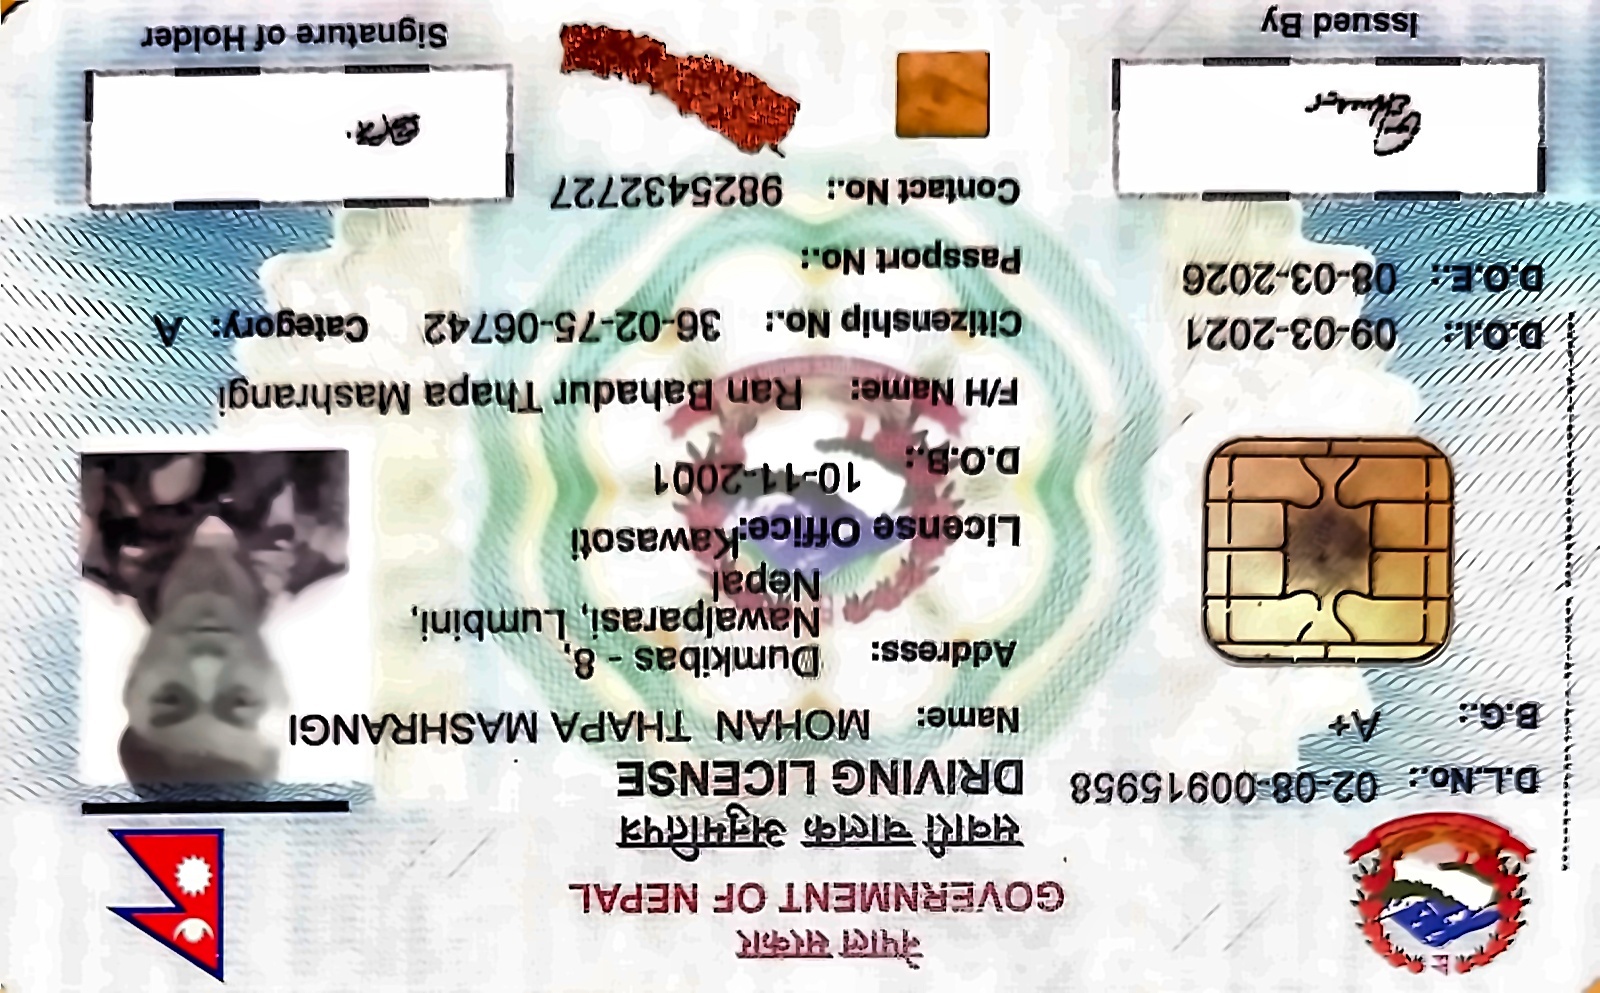 नेपाल सरकार
GOVERNMENT OF NEPAL
सवारी चालक अनुमतिपत्र
DRIVING LICENSE
D.L.No.: 02-08-00915958
B.G.: A+
Name: MOHAN THAPA MASHRANGI
Address: Dumkibas - 8,
Nawalparasi, Lumbini,
Nepal
License Office: Kawasoti
D.O.B.: 10-11-2001
F/H Name: Ran Bahadur Thapa Mashrangi
Citizenship No.: 36-02-75-06742 Category: A
D.O.I.: 09-03-2021
Passport No.:
D.O.E.: 08-03-2026
Contact No.: 9825432727
Issued By
Signature of Holder